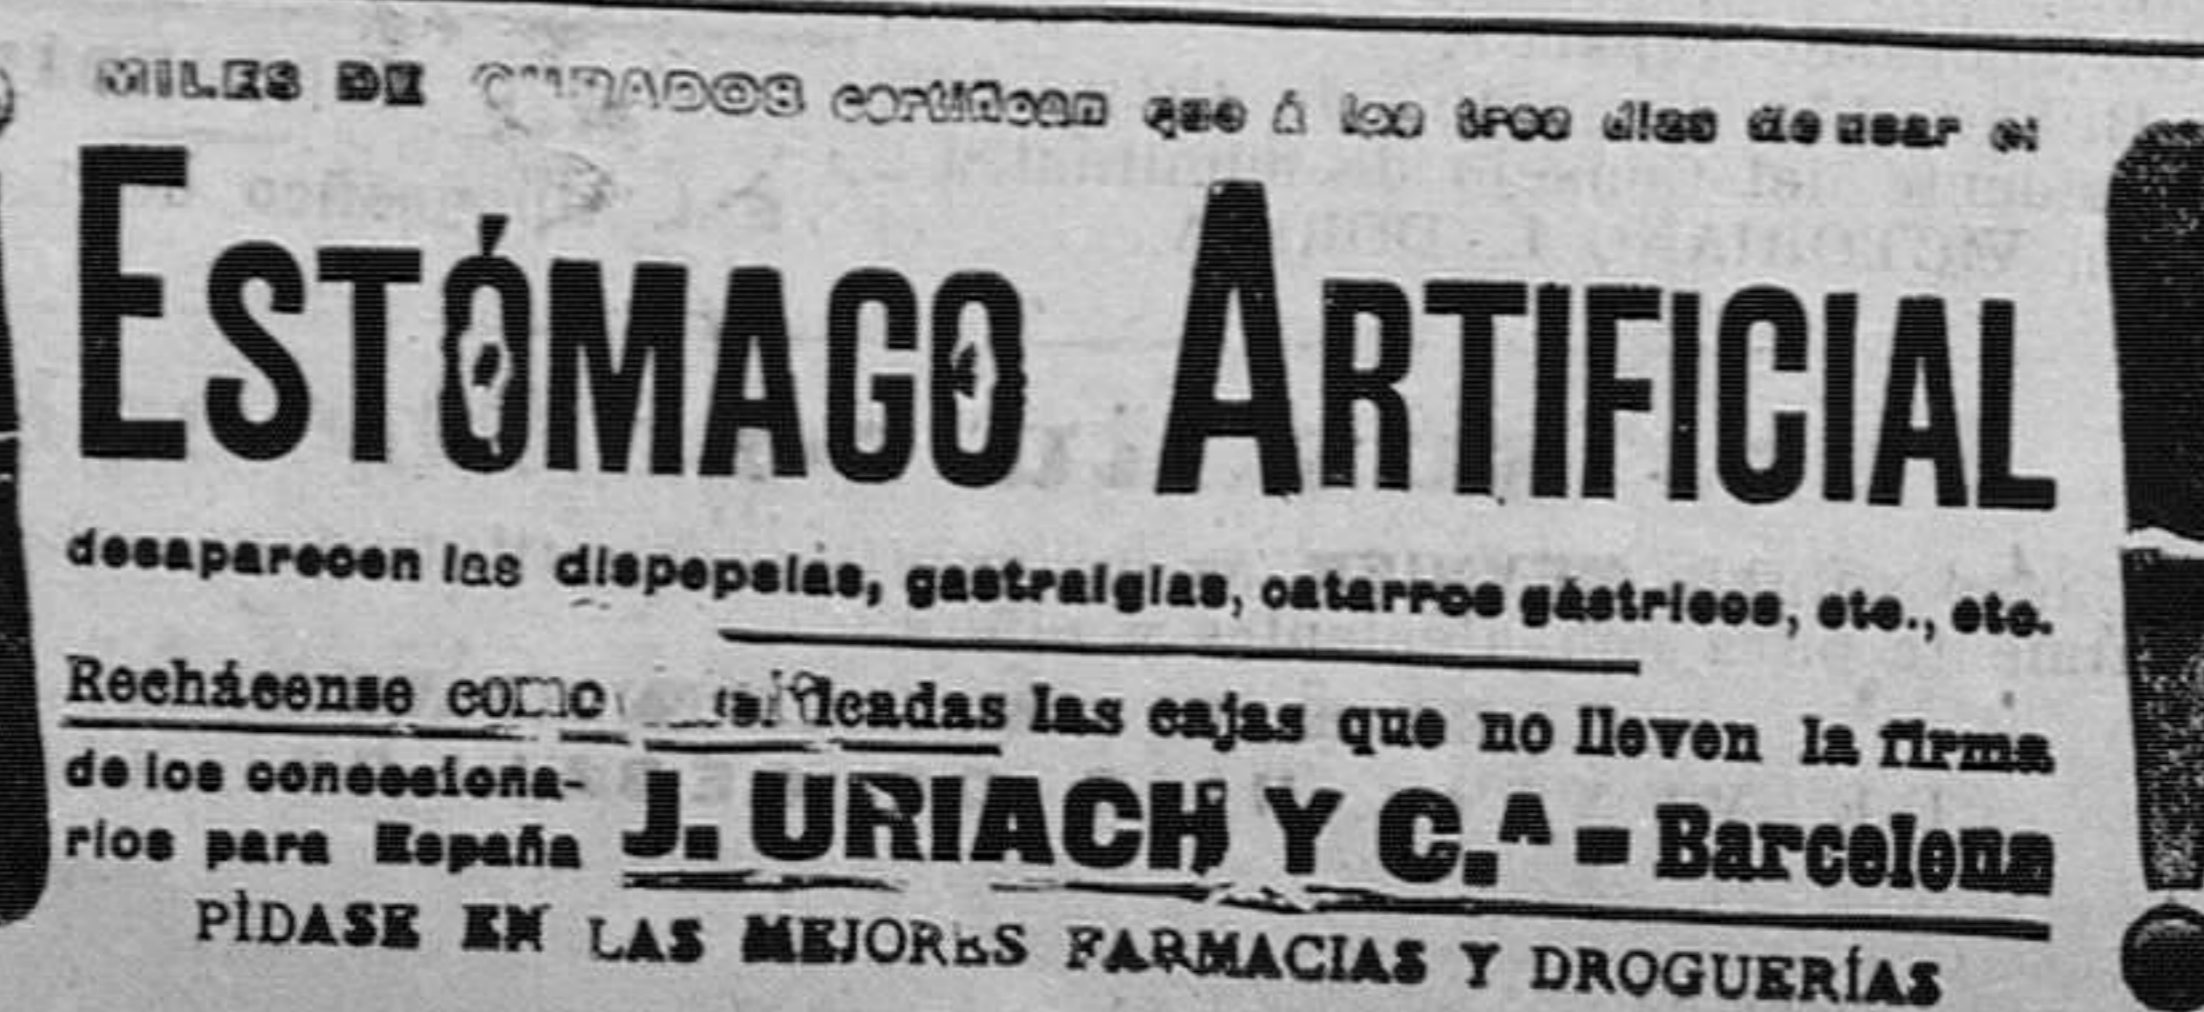 MILES DE CURADOS certifican que á los tres días de usar el
ESTÓMAGO ARTIFICIAL
desaparecen las dispepsias, gastralgias, catarros gástricos, etc., etc.
Rechácense como falsificadas las cajas que no lleven la firma
de los concesiona-
rios para España
J. URIACH Y C.ᴬ - Barcelona
PÍDASE EN LAS MEJORES FARMACIAS Y DROGUERÍAS